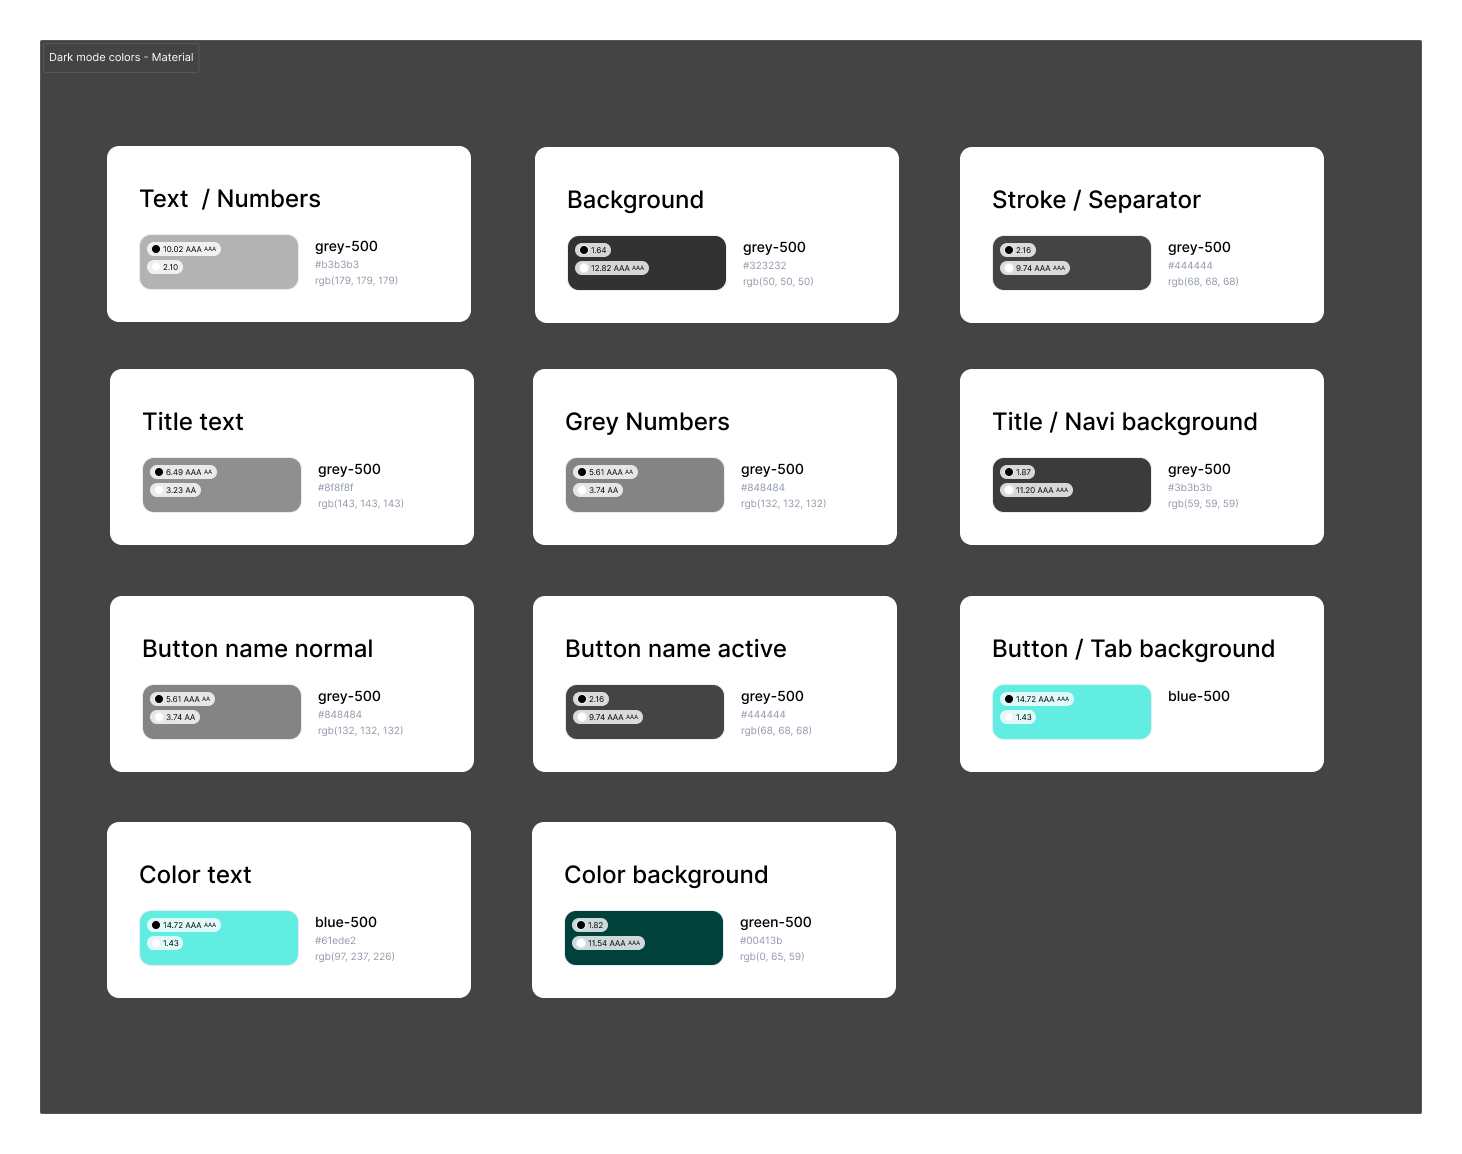 Dark mode colors - Material
Text / Numbers
10.02 AAA AAA
2.10
grey-500
#b3b3b3
rgb(179, 179, 179)
Background
1.64
12.82 AAA AAA
grey-500
#323232
rgb(50, 50, 50)
Stroke / Separator
2.16
9.74 AAA AAA
grey-500
#444444
rgb(68, 68, 68)
Title text
6.49 AAA AA
3.23 AA
grey-500
#8f8f8f
rgb(143, 143, 143)
Grey Numbers
5.61 AAA AA
3.74 AA
grey-500
#848484
rgb(132, 132, 132)
Title / Navi background
1.87
11.20 AAA AAA
grey-500
#3b3b3b
rgb(59, 59, 59)
Button name normal
5.61 AAA AA
3.74 AA
grey-500
#848484
rgb(132, 132, 132)
Button name active
2.16
9.74 AAA AAA
grey-500
#444444
rgb(68, 68, 68)
Button / Tab background
14.72 AAA AAA
1.43
blue-500
Color text
14.72 AAA AAA
1.43
blue-500
#61ede2
rgb(97, 237, 226)
Color background
1.82
11.54 AAA AAA
green-500
#00413b
rgb(0, 65, 59)